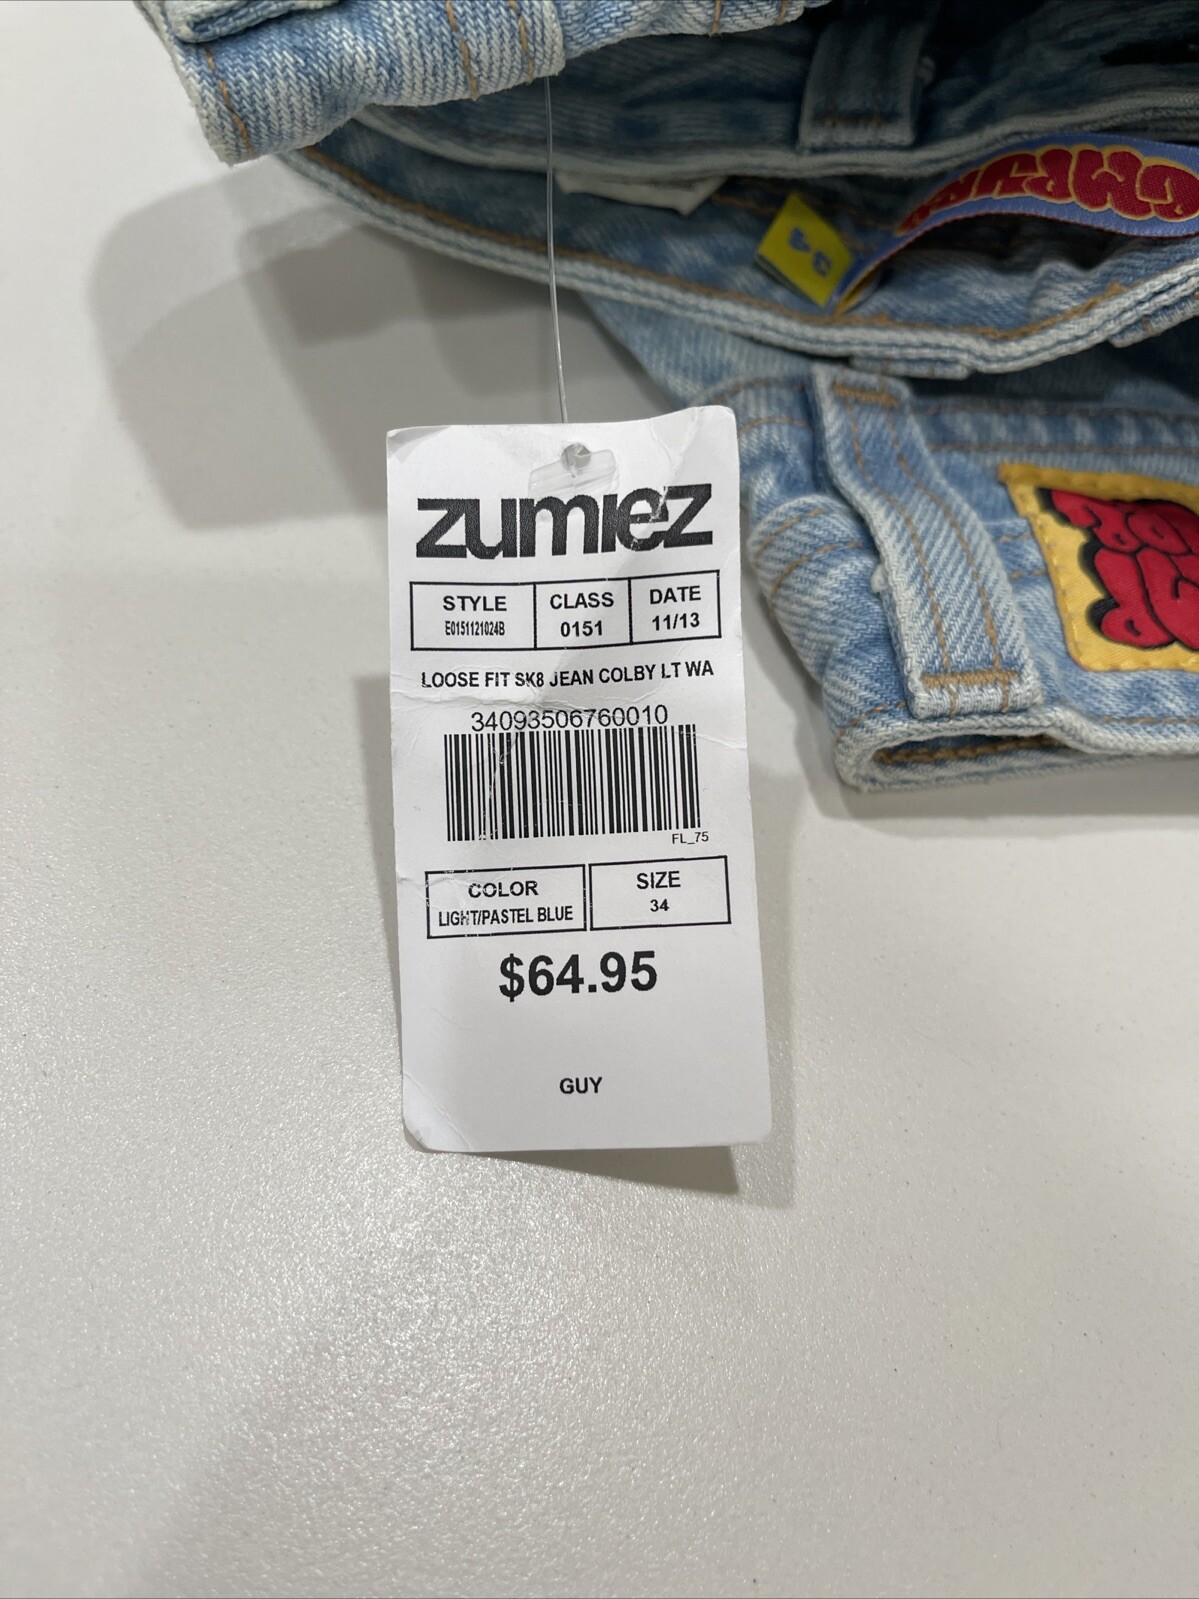 zumiez
STYLE
E0151121024B
CLASS
0151
DATE
11/13
LOOSE FIT SK8 JEAN COLBY LT WA
34093506760010
FL_75
COLOR
LIGHT/PASTEL BLUE
SIZE
34
$64.95
GUY
34